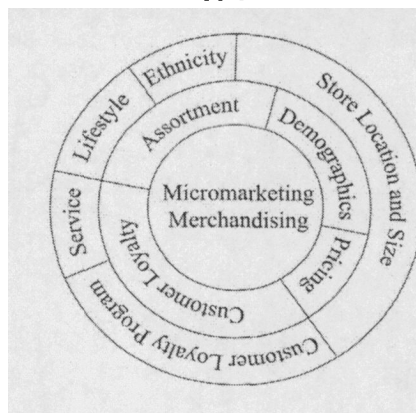 Ethnicity
Store Location and Size
Lifestyle
Assortment
Demographics
Micromarketing
Merchandising
Service
Customer Loyalty
Pricing
Customer Loyalty Program